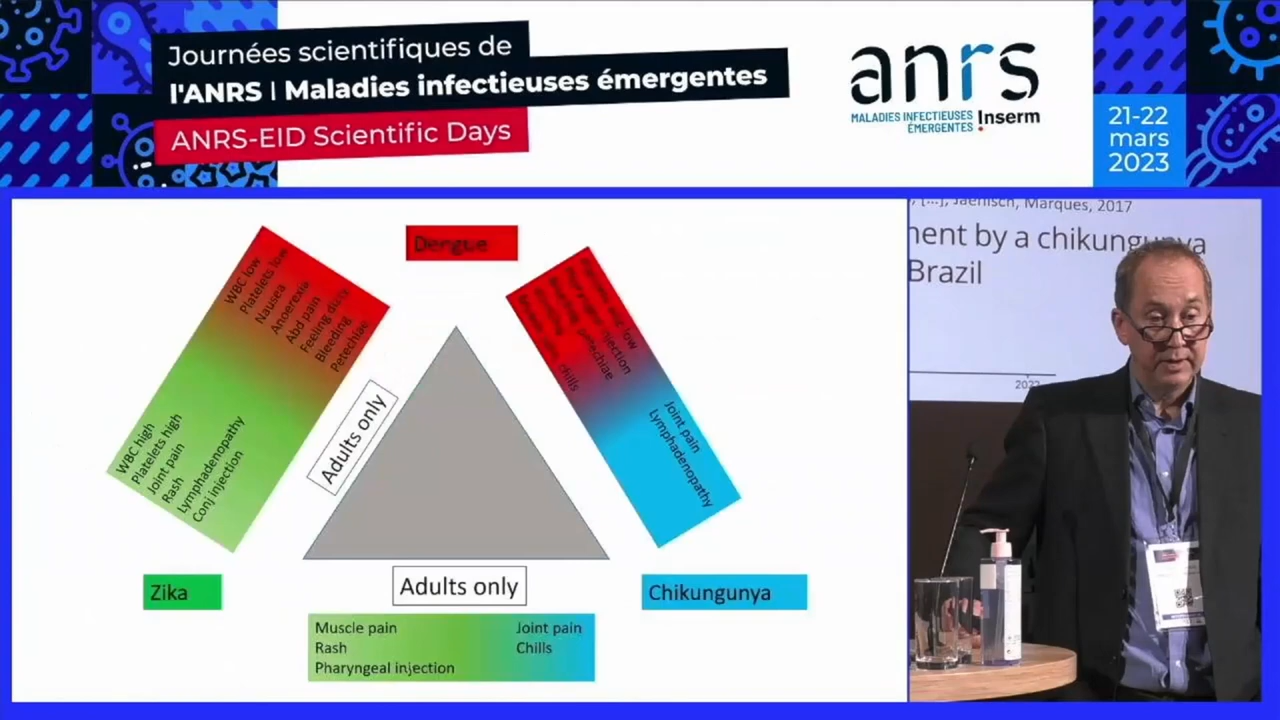 Journées scientifiques de
l'ANRS | Maladies infectieuses émergentes
ANRS-EID Scientific Days
anrs
MALADIES INFECTIEUSES
ÉMERGENTES
Inserm
21-22
mars
2023
Dengue
WBC low
Platelets low
Nausea
Anoerexia
Abd pain
Feeling dizzy
Bleeding
Petechiae
WBC high
Platelets high
Joint pain
Rash
Lymphadenopathy
Conj injection
Adults only
low
injection
petechiae
chills
Joint pain
Lymphadenopathy
Zika
Adults only
Chikungunya
Muscle pain
Rash
Pharyngeal injection
Joint pain
Chills
, [...], Jaenisch, Marques, 2017
ment by a chikungunya
Brazil